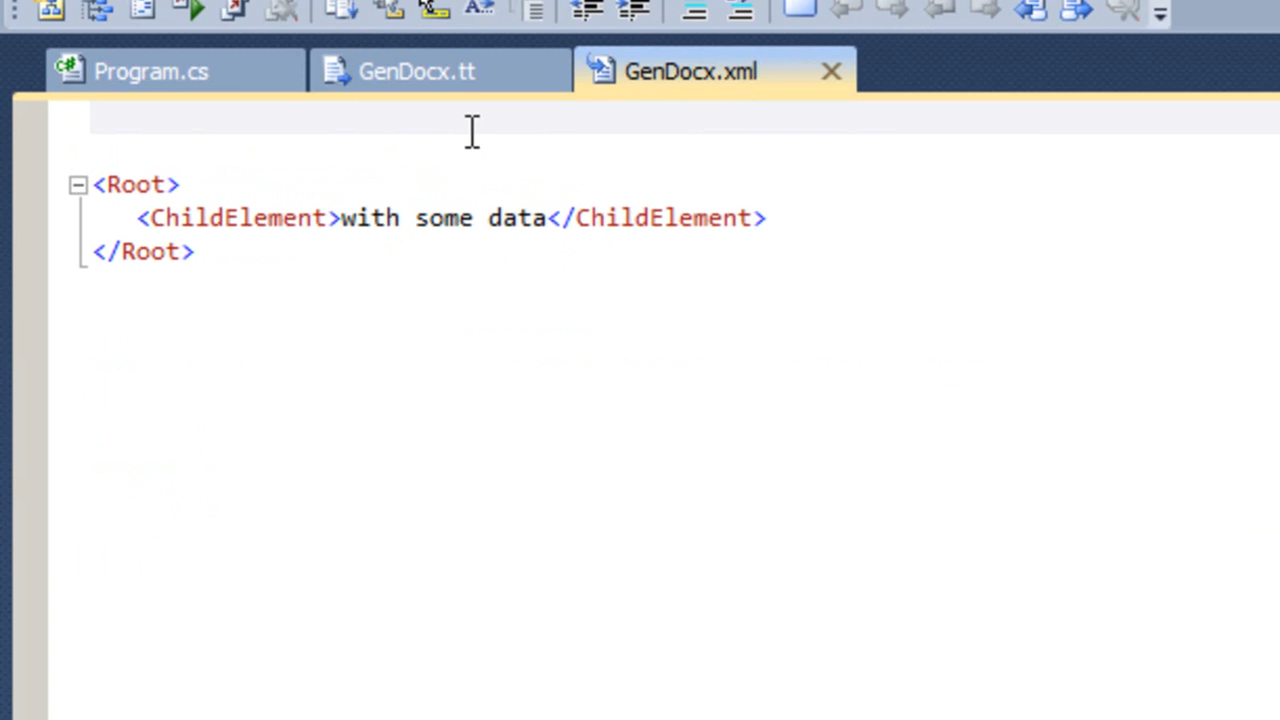 Program.cs GenDocx.tt GenDocx.xml
<Root>
<ChildElement>with some data</ChildElement>
</Root>